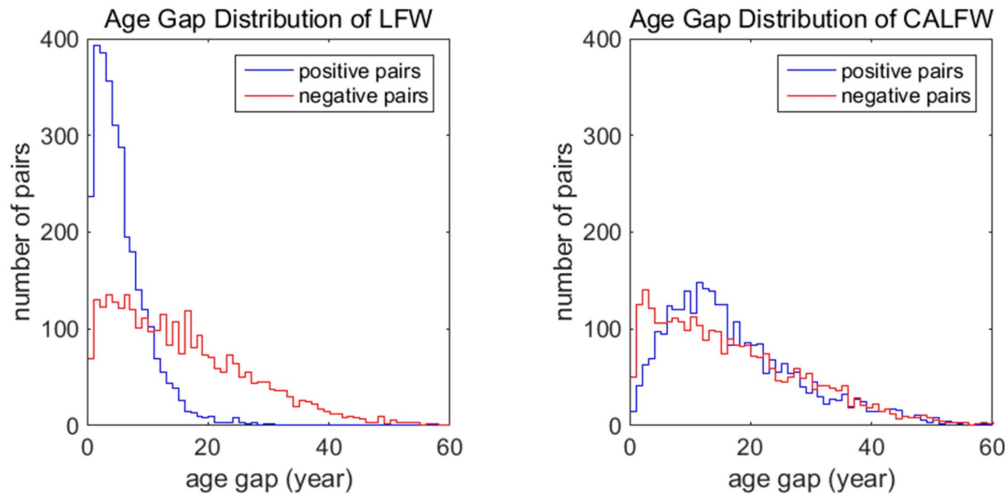 Age Gap Distribution of LFW
400
300
200
100
0
number of pairs
positive pairs
negative pairs
0 20 40 60
age gap (year)
Age Gap Distribution of CALFW
400
300
200
100
0
number of pairs
positive pairs
negative pairs
0 20 40 60
age gap (year)